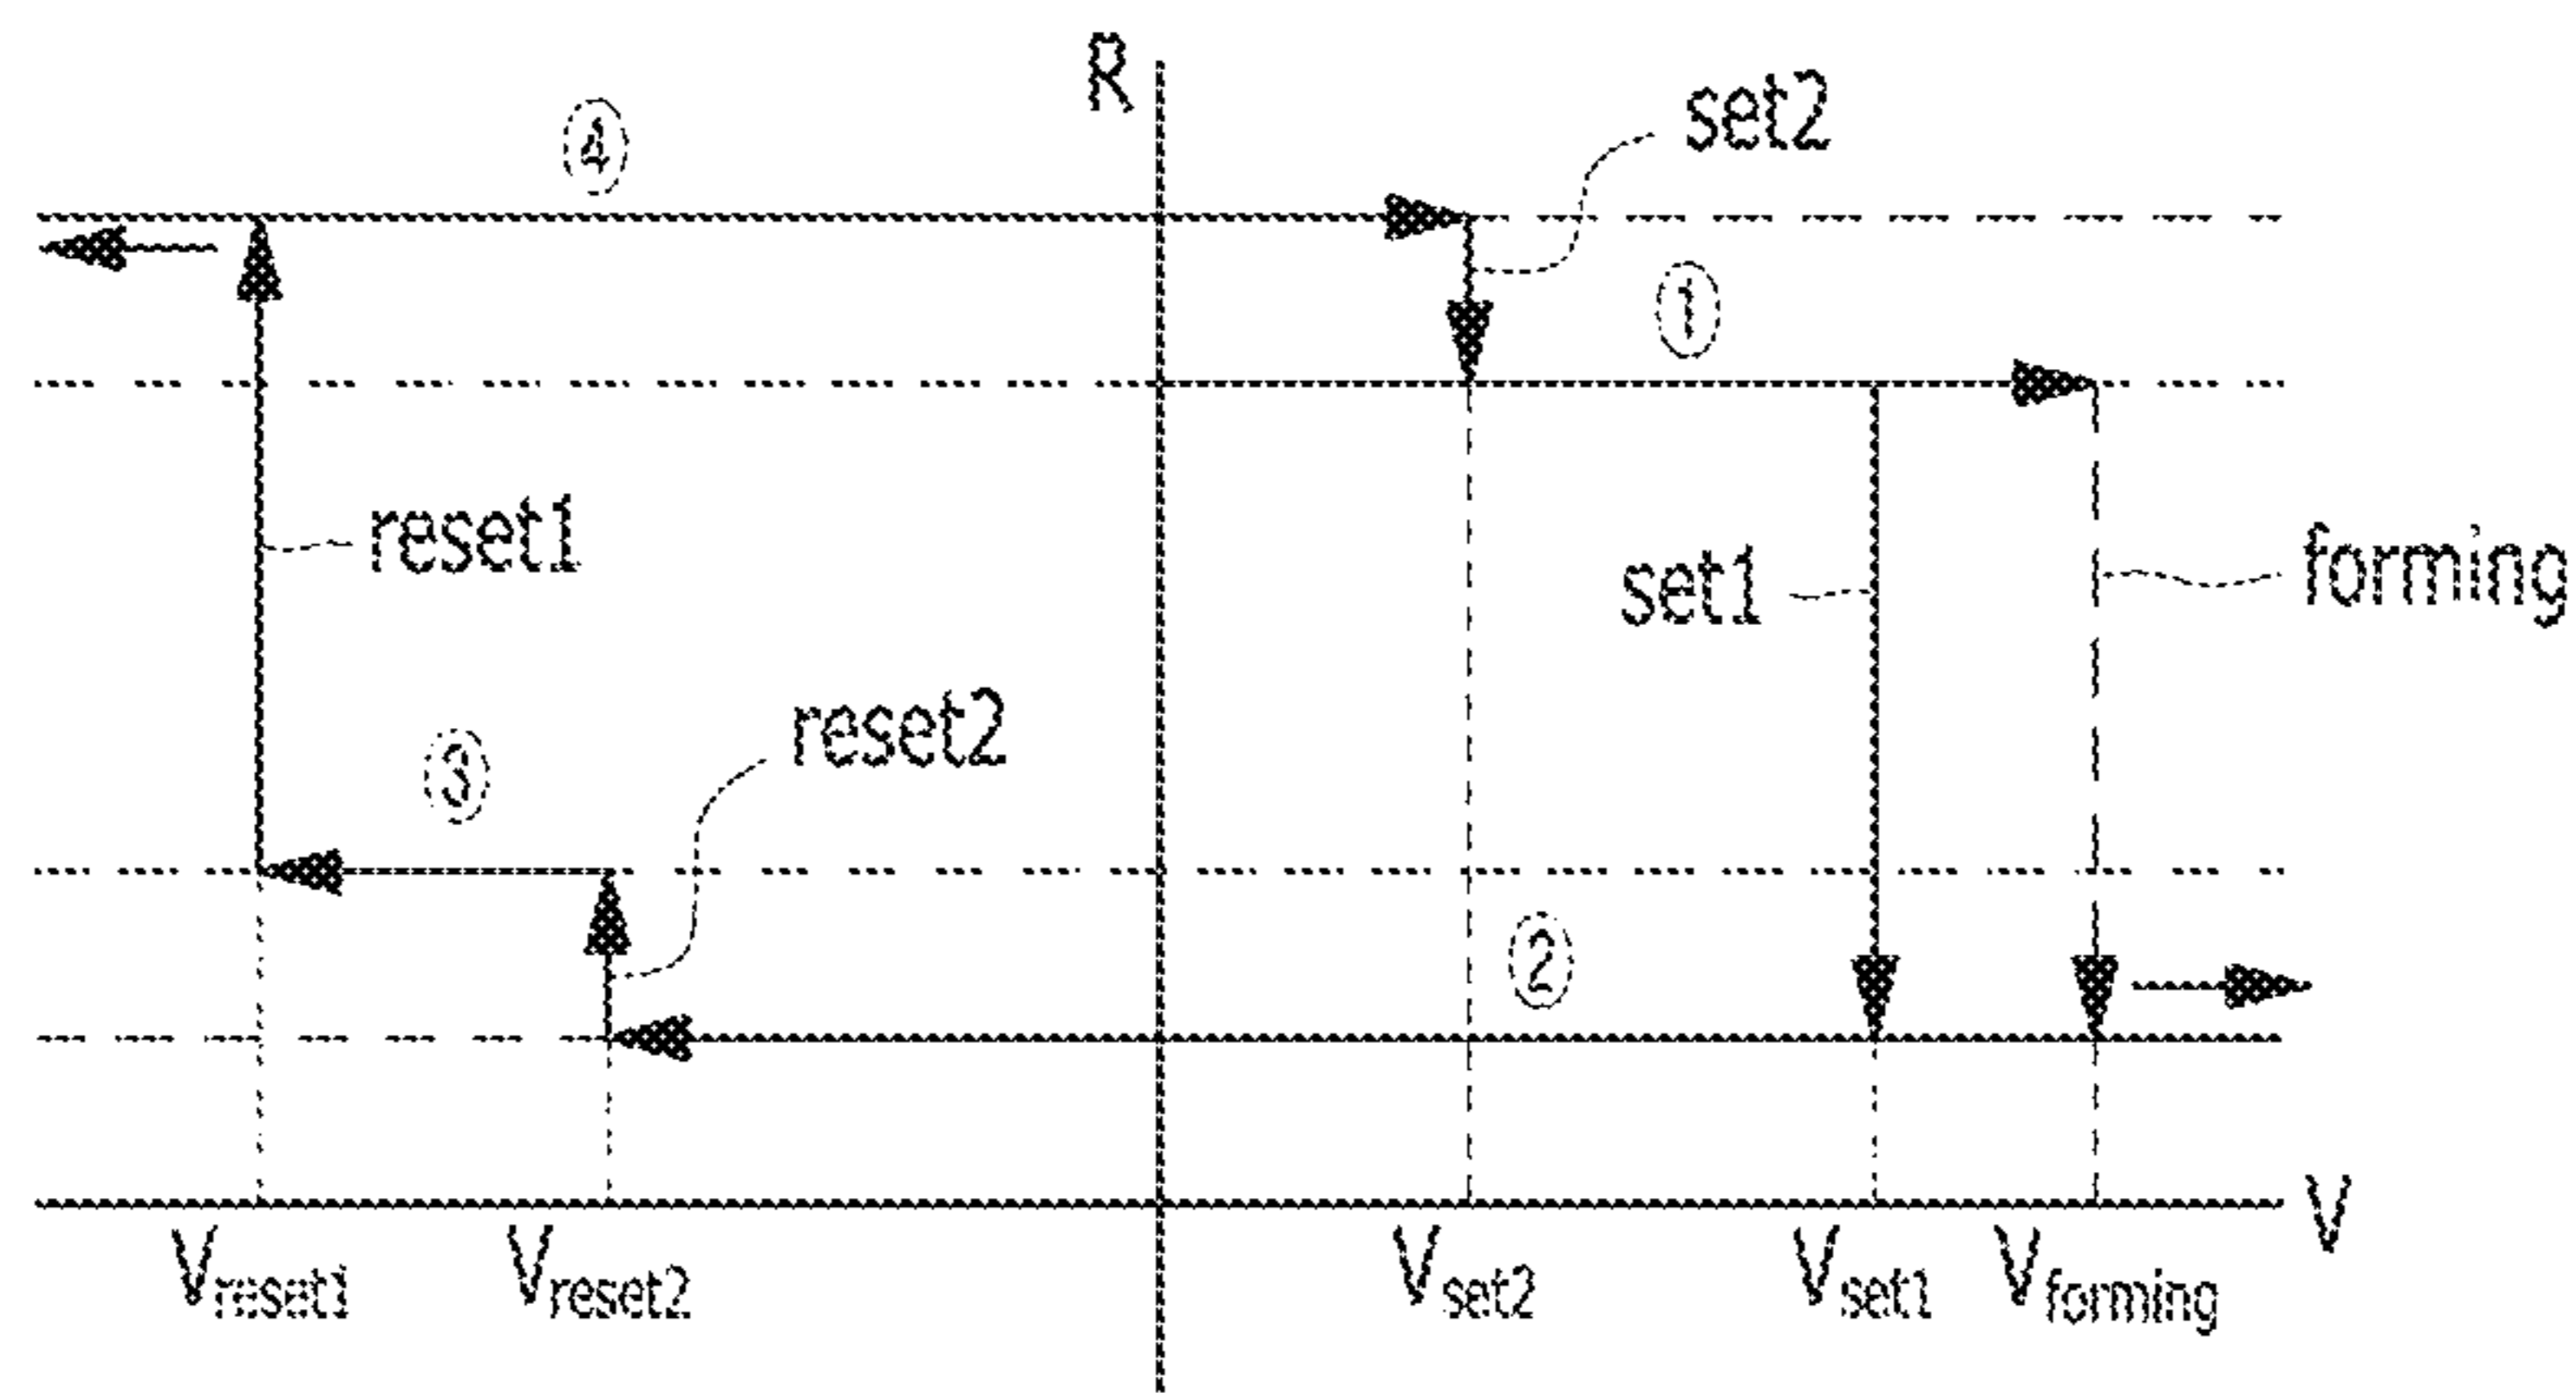 R
④
set2
①
reset1
set1
forming
reset2
③
②
V
Vreset1
Vreset2
Vset2
Vset1
Vforming